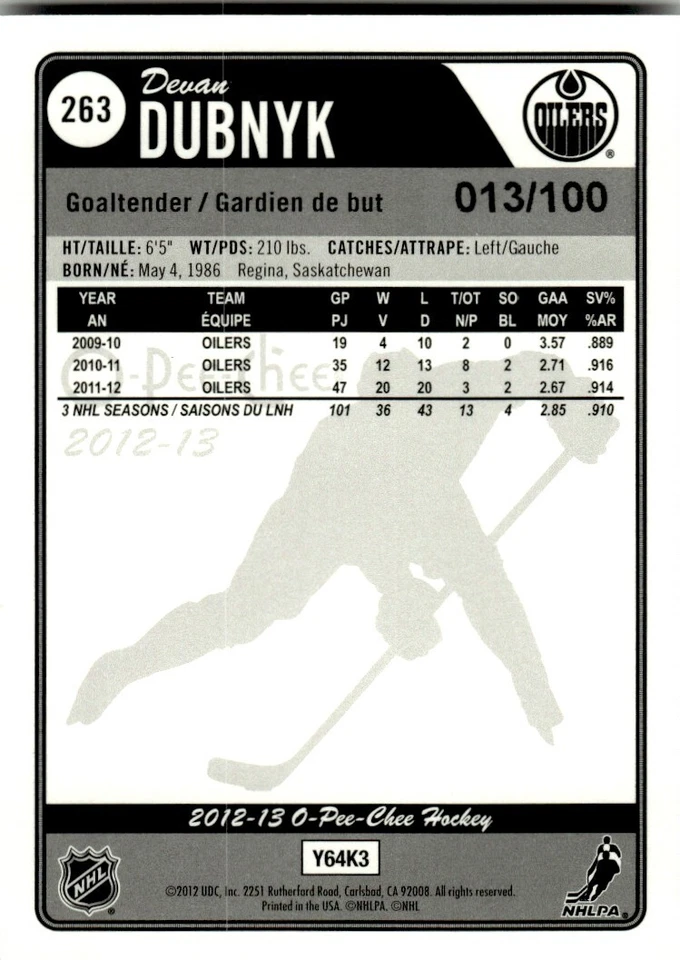 263
Devan
DUBNYK
OILERS
®
Goaltender / Gardien de but
013/100
HT/TAILLE: 6'5" WT/PDS: 210 lbs. CATCHES/ATTRAPE: Left/Gauche
BORN/NÉ: May 4, 1986 Regina, Saskatchewan
YEAR TEAM GP W L T/OT SO GAA SV%
AN ÉQUIPE PJ V D N/P BL MOY %AR
2009-10 OILERS 19 4 10 2 0 3.57 .889
2010-11 OILERS 35 12 13 8 2 2.71 .916
2011-12 OILERS 47 20 20 3 2 2.67 .914
3 NHL SEASONS / SAISONS DU LNH 101 36 43 13 4 2.85 .910
O-Pee-Chee
2012-13
2012-13 O-Pee-Chee Hockey
Y64K3
NHL
®
©2012 UDC, Inc. 2251 Rutherford Road, Carlsbad, CA 92008. All rights reserved.
Printed in the USA. ©NHLPA. ©NHL
NHLPA®